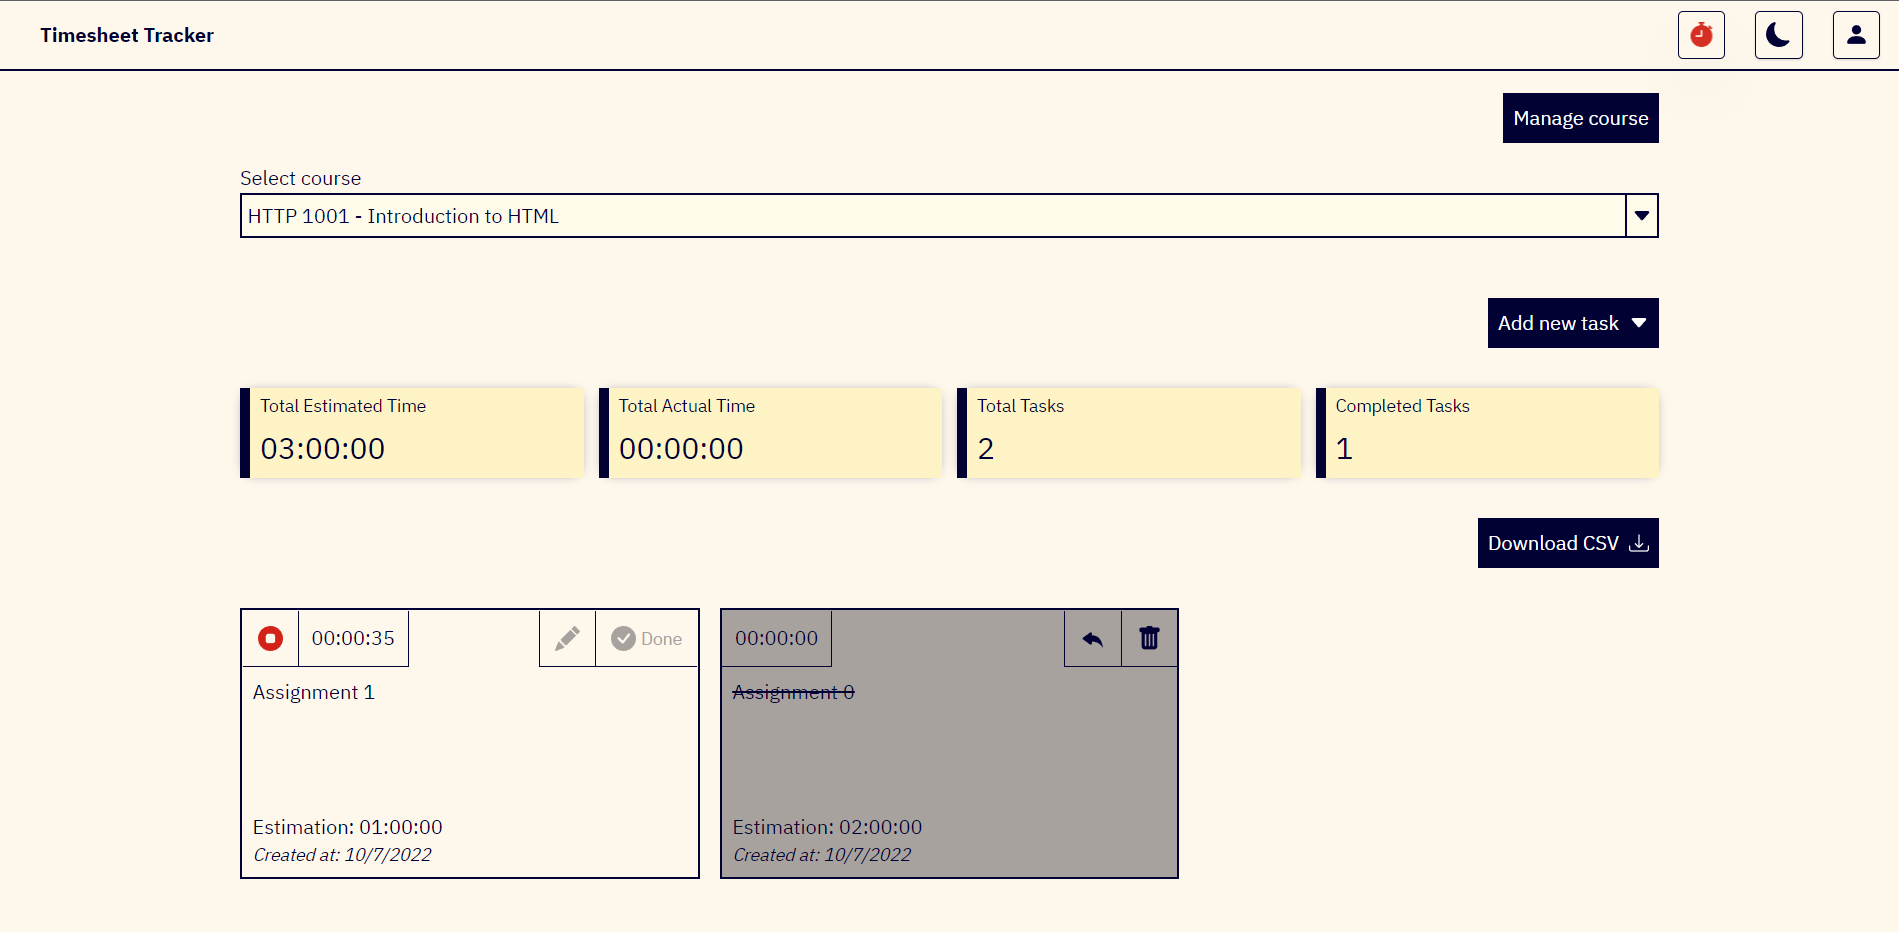 Timesheet Tracker
Manage course
Select course
HTTP 1001 - Introduction to HTML
Add new task
Total Estimated Time
03:00:00
Total Actual Time
00:00:00
Total Tasks
2
Completed Tasks
1
Download CSV
00:00:35
Done
Assignment 1
Estimation: 01:00:00
Created at: 10/7/2022
00:00:00
Assignment 0
Estimation: 02:00:00
Created at: 10/7/2022